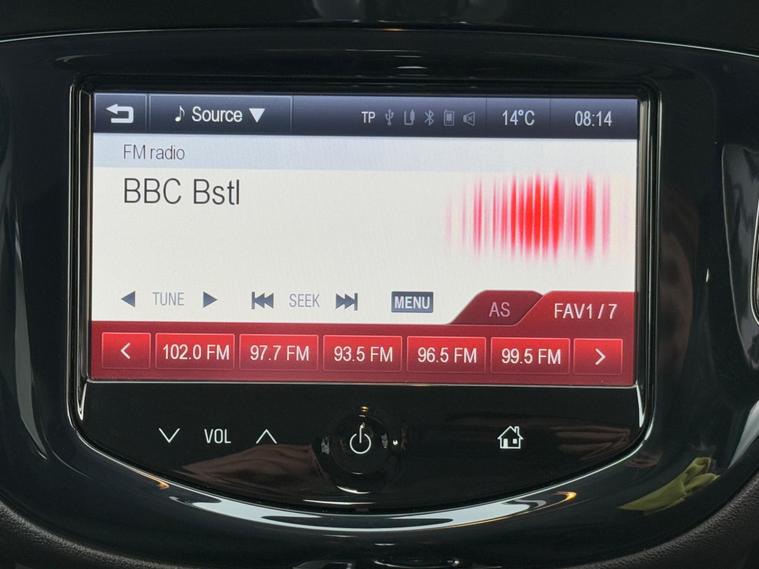 Source TP 14°C 08:14
FM radio
BBC Bstl
TUNE SEEK MENU AS FAV1 / 7
102.0 FM 97.7 FM 93.5 FM 96.5 FM 99.5 FM
VOL